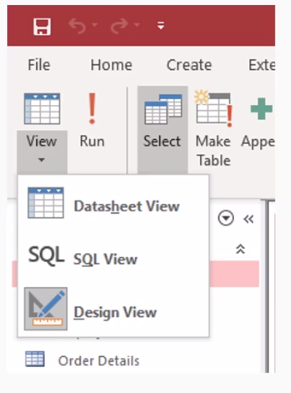 File Home Create Exte
View Run Select Make Appe
Table
Datasheet View
SQL SQL View
Design View
Order Details